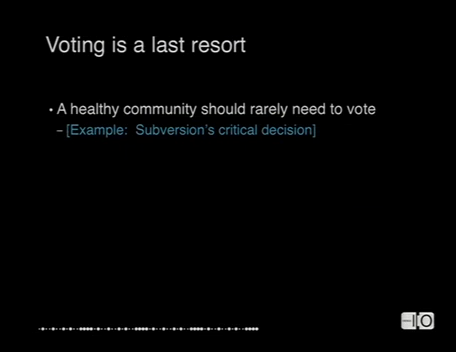 Voting is a last resort
• A healthy community should rarely need to vote
– [Example: Subversion's critical decision]